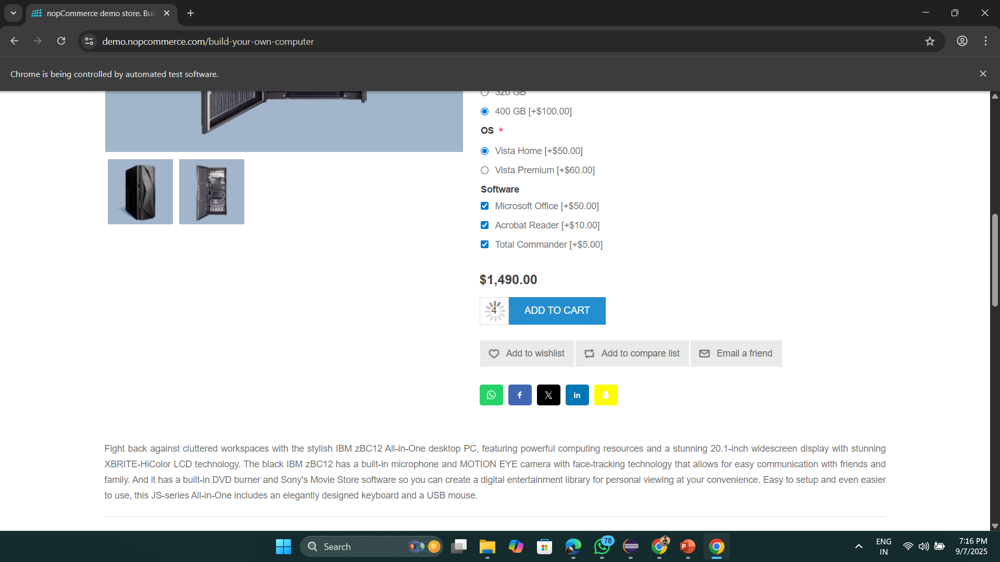 nopCommerce demo store. Bui
demo.nopcommerce.com/build-your-own-computer
Chrome is being controlled by automated test software.
320 GB
400 GB [+$100.00]
OS *
Vista Home [+$50.00]
Vista Premium [+$60.00]
Software
Microsoft Office [+$50.00]
Acrobat Reader [+$10.00]
Total Commander [+$5.00]
$1,490.00
4 ADD TO CART
Add to wishlist Add to compare list Email a friend
f X in
Fight back against cluttered workspaces with the stylish IBM zBC12 All-in-One desktop PC, featuring powerful computing resources and a stunning 20.1-inch widescreen display with stunning
XBRITE-HiColor LCD technology. The black IBM zBC12 has a built-in microphone and MOTION EYE camera with face-tracking technology that allows for easy communication with friends and
family. And it has a built-in DVD burner and Sony's Movie Store software so you can create a digital entertainment library for personal viewing at your convenience. Easy to setup and even easier
to use, this JS-series All-in-One includes an elegantly designed keyboard and a USB mouse.
Search
78
P
ENG
IN
7:16 PM
9/7/2025